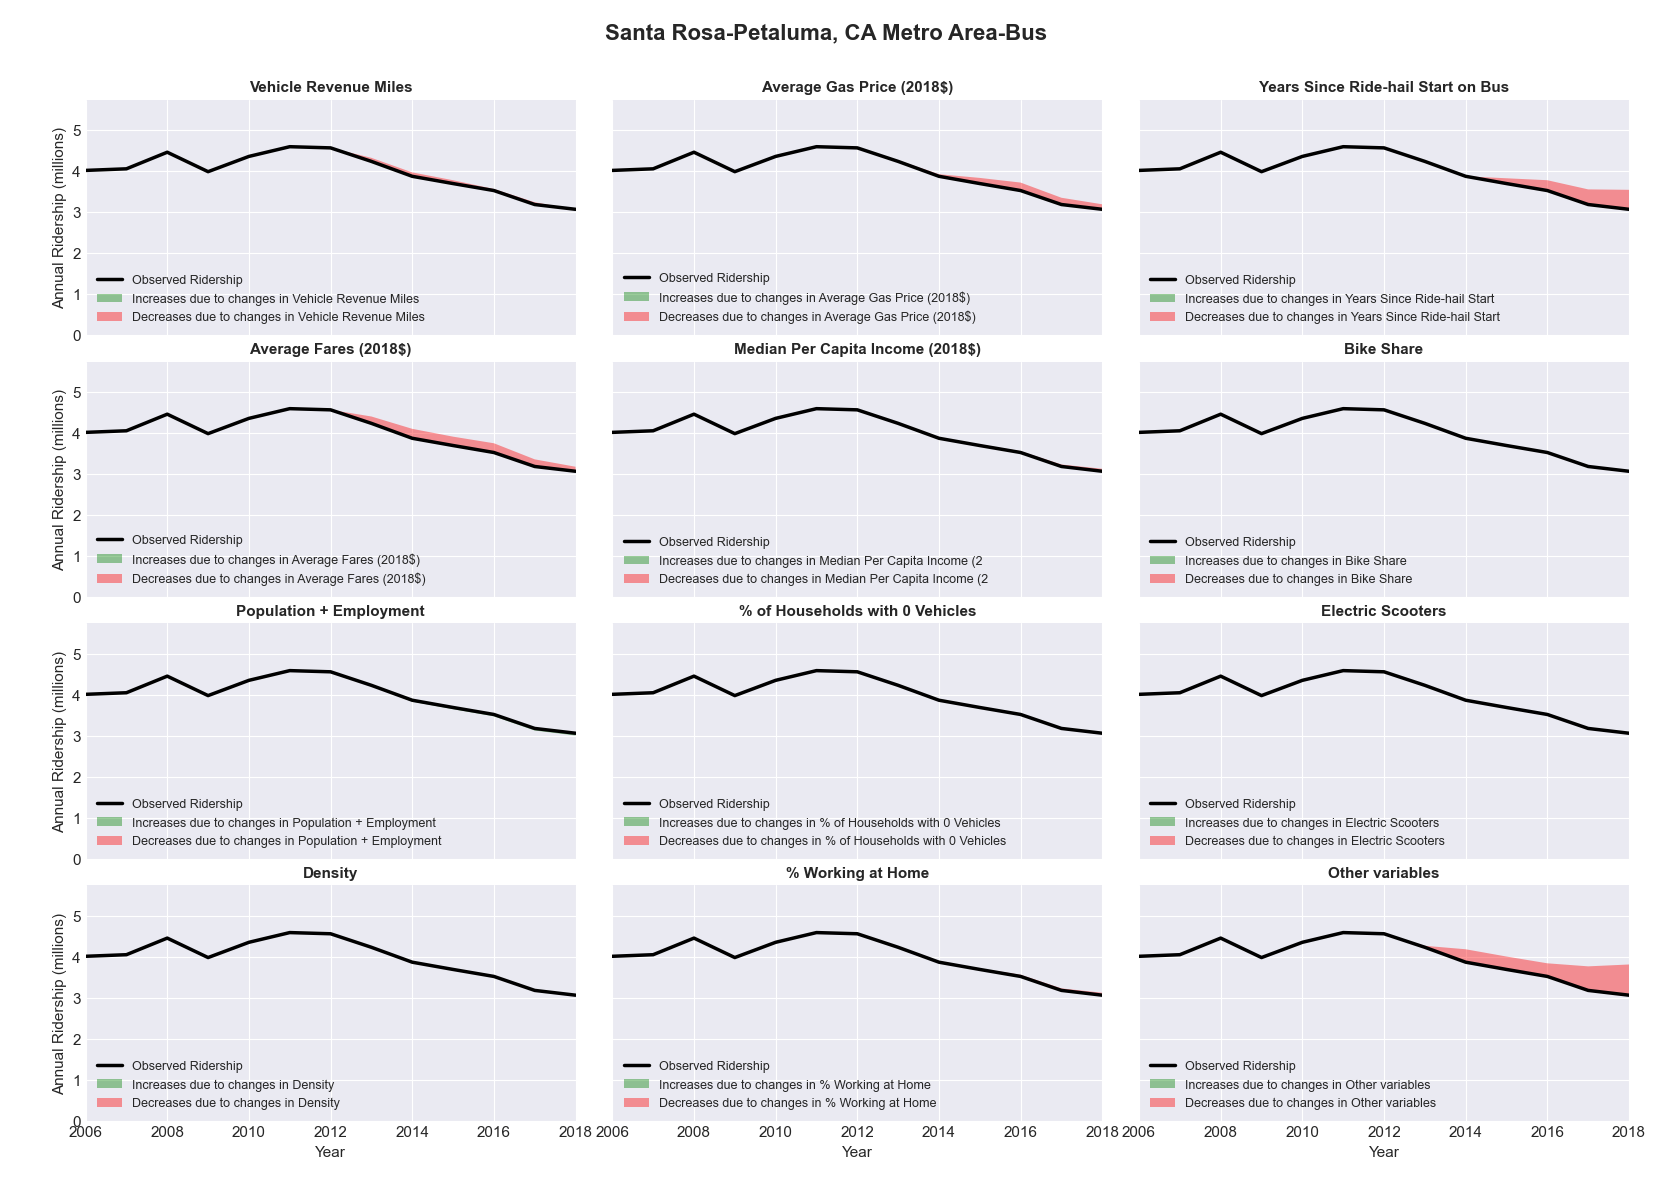 Santa Rosa-Petaluma, CA Metro Area-Bus
Vehicle Revenue Miles
Average Gas Price (2018$)
Years Since Ride-hail Start on Bus
Annual Ridership (millions)
5
4
3
2
1
0
Observed Ridership
Increases due to changes in Vehicle Revenue Miles
Decreases due to changes in Vehicle Revenue Miles
Observed Ridership
Increases due to changes in Average Gas Price (2018$)
Decreases due to changes in Average Gas Price (2018$)
Observed Ridership
Increases due to changes in Years Since Ride-hail Start
Decreases due to changes in Years Since Ride-hail Start
Average Fares (2018$)
Median Per Capita Income (2018$)
Bike Share
Annual Ridership (millions)
5
4
3
2
1
0
Observed Ridership
Increases due to changes in Average Fares (2018$)
Decreases due to changes in Average Fares (2018$)
Observed Ridership
Increases due to changes in Median Per Capita Income (2
Decreases due to changes in Median Per Capita Income (2
Observed Ridership
Increases due to changes in Bike Share
Decreases due to changes in Bike Share
Population + Employment
% of Households with 0 Vehicles
Electric Scooters
Annual Ridership (millions)
5
4
3
2
1
0
Observed Ridership
Increases due to changes in Population + Employment
Decreases due to changes in Population + Employment
Observed Ridership
Increases due to changes in % of Households with 0 Vehicles
Decreases due to changes in % of Households with 0 Vehicles
Observed Ridership
Increases due to changes in Electric Scooters
Decreases due to changes in Electric Scooters
Density
% Working at Home
Other variables
Annual Ridership (millions)
5
4
3
2
1
0
Observed Ridership
Increases due to changes in Density
Decreases due to changes in Density
Observed Ridership
Increases due to changes in % Working at Home
Decreases due to changes in % Working at Home
Observed Ridership
Increases due to changes in Other variables
Decreases due to changes in Other variables
2006 2008 2010 2012 2014 2016 2018
2006 2008 2010 2012 2014 2016 2018
2006 2008 2010 2012 2014 2016 2018
Year
Year
Year